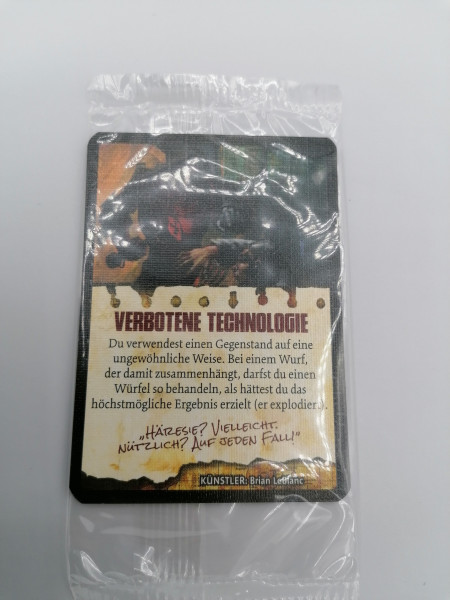 VERBOTENE TECHNOLOGIE
Du verwendest einen Gegenstand auf eine
ungewöhnliche Weise. Bei einem Wurf,
der damit zusammenhängt, darfst du einen
Würfel so behandeln, als hättest du das
höchstmögliche Ergebnis erzielt (er explodiert).
„Häresie? Vielleicht.
Nützlich? Auf jeden Fall!"
KÜNSTLER: Brian LeBlanc